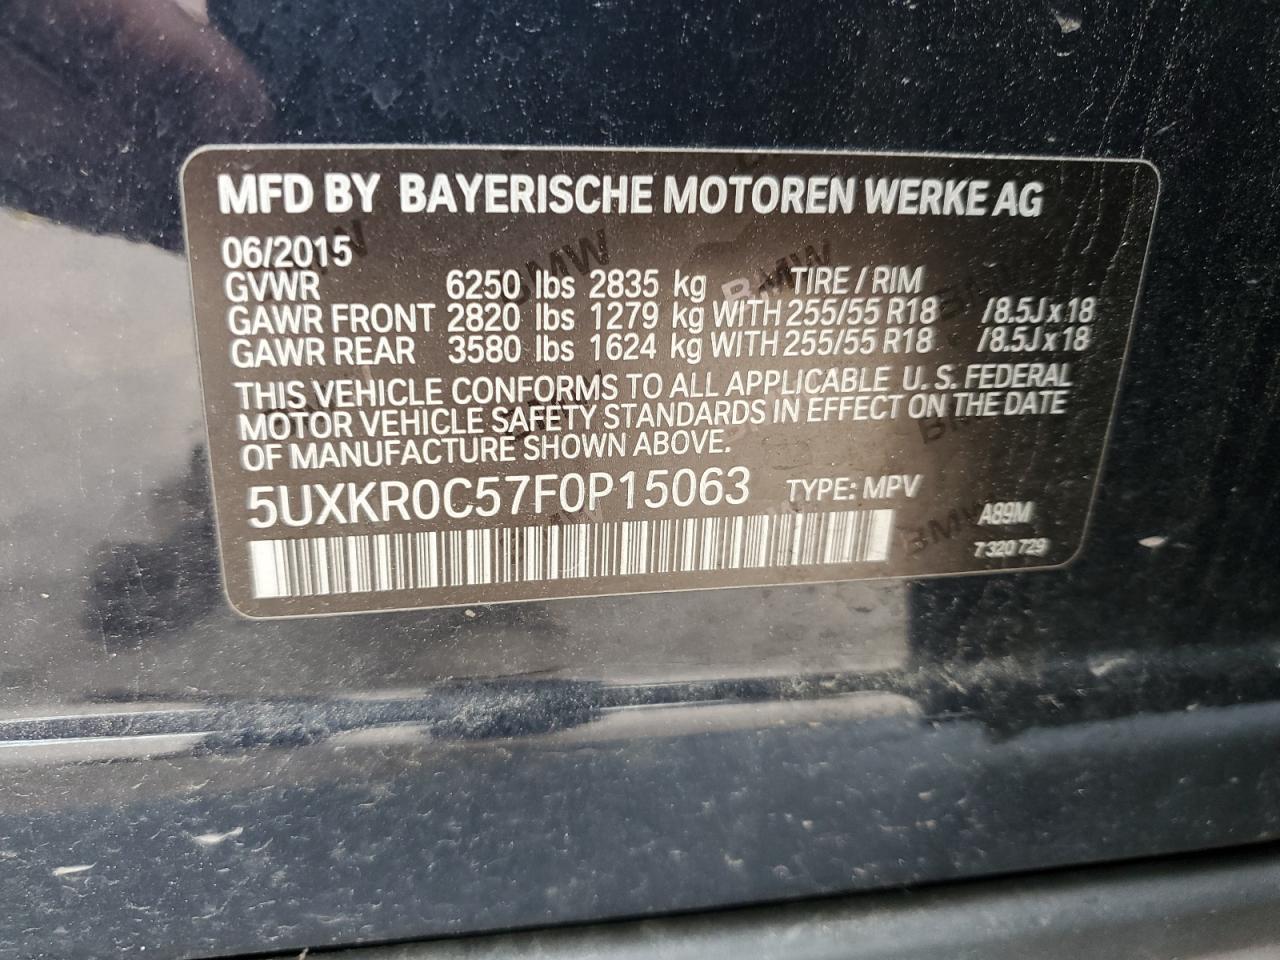 MFD BY BAYERISCHE MOTOREN WERKE AG
06/2015
GVWR 6250 lbs 2835 kg TIRE / RIM
GAWR FRONT 2820 lbs 1279 kg WITH 255/55 R18 /8.5J x 18
GAWR REAR 3580 lbs 1624 kg WITH 255/55 R18 /8.5J x 18
THIS VEHICLE CONFORMS TO ALL APPLICABLE U. S. FEDERAL
MOTOR VEHICLE SAFETY STANDARDS IN EFFECT ON THE DATE
OF MANUFACTURE SHOWN ABOVE.
5UXKR0C57F0P15063 TYPE: MPV
A89M
7 320 729